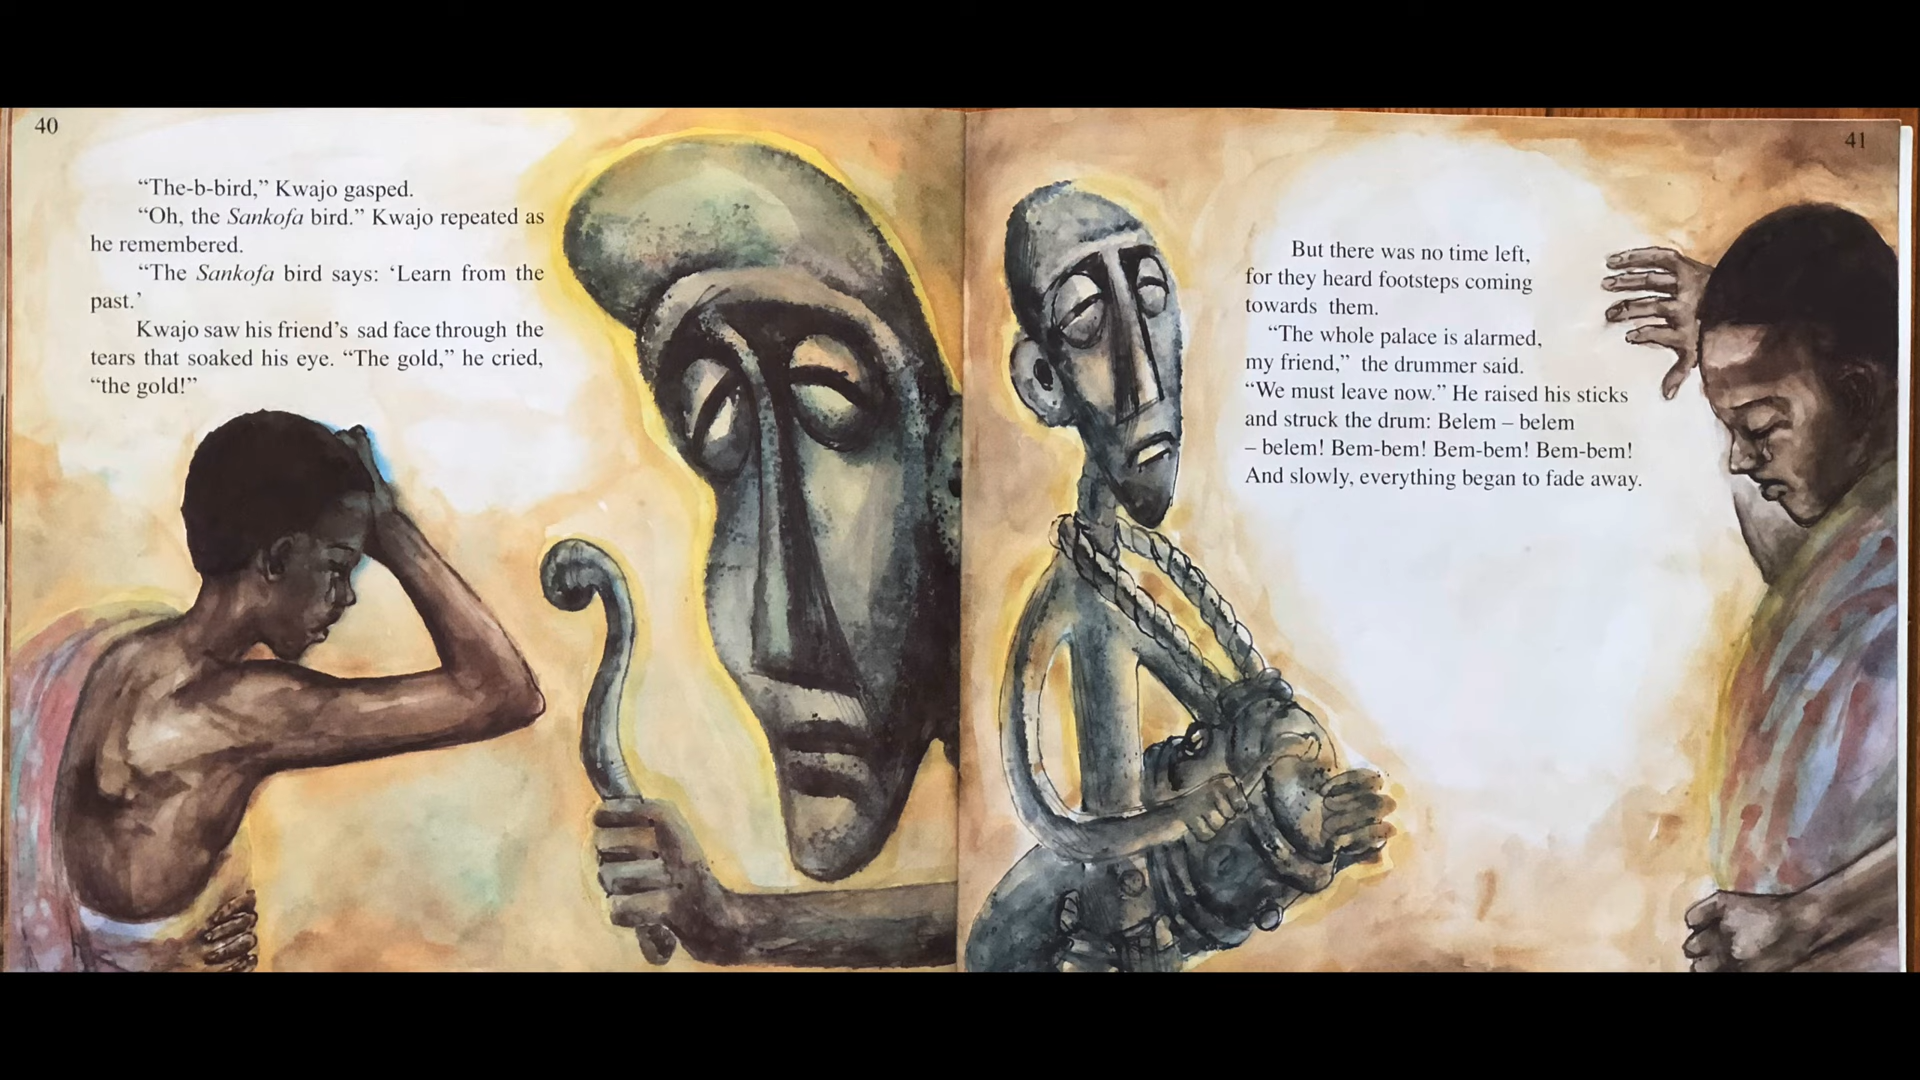 40
“The-b-bird,” Kwajo gasped.
“Oh, the Sankofa bird.” Kwajo repeated as
he remembered.
“The Sankofa bird says: ‘Learn from the
past.’
Kwajo saw his friend’s sad face through the
tears that soaked his eye. “The gold,” he cried,
“the gold!”
41
But there was no time left,
for they heard footsteps coming
towards them.
“The whole palace is alarmed,
my friend,” the drummer said.
“We must leave now.” He raised his sticks
and struck the drum: Belem – belem
– belem! Bem-bem! Bem-bem! Bem-bem!
And slowly, everything began to fade away.